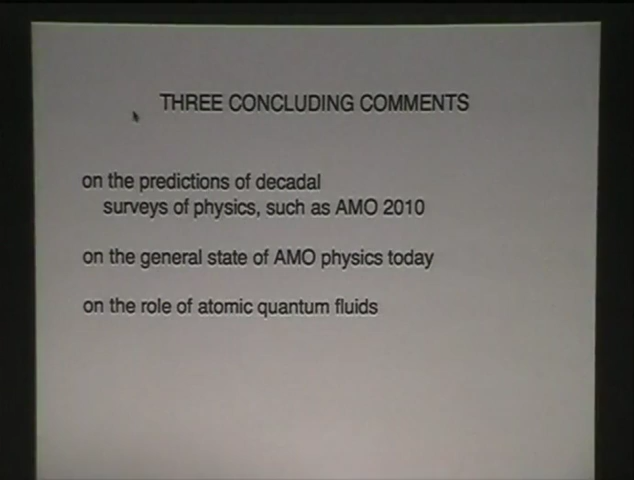 THREE CONCLUDING COMMENTS
on the predictions of decadal
surveys of physics, such as AMO 2010
on the general state of AMO physics today
on the role of atomic quantum fluids